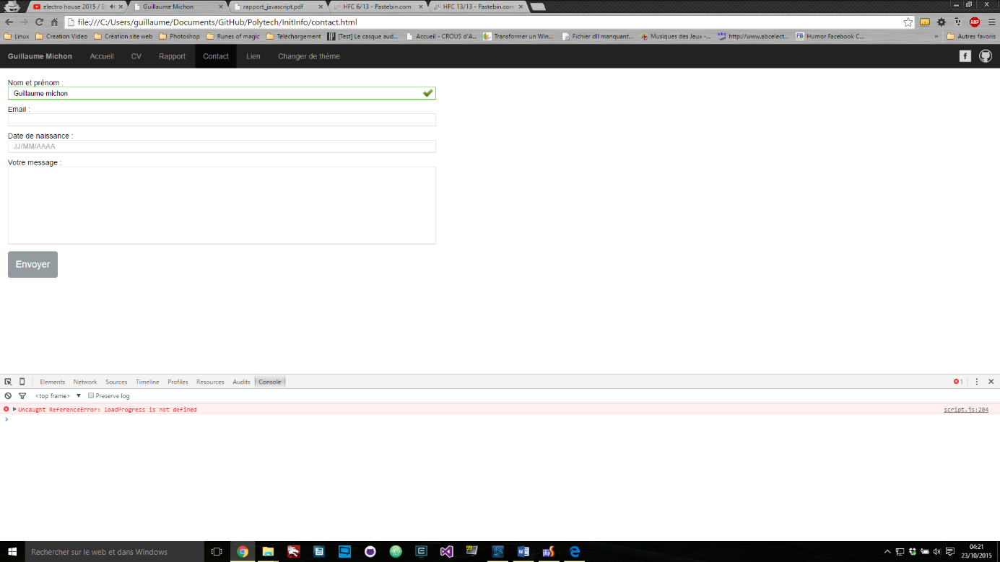 electro house 2015 / El
Guillaume Michon
rapport_javascript.pdf
HFC 6/13 - Pastebin.com
HFC 13/13 - Pastebin.com
file:///C:/Users/guillaume/Documents/GitHub/Polytech/InitInfo/contact.html
ABP
Linux
Creation Video
Création site web
Photoshop
Runes of magic
Téléchargement
[Test] Le casque aud...
Accueil - CROUS d'A...
Transformer un Win...
Fichier dll manquant...
Musiques des Jeux -...
http://www.abcelect...
FB Humor Facebook C...
»
Autres favoris
Guillaume Michon
Accueil
CV
Rapport
Contact
Lien
Changer de thème
Nom et prénom :
Guillaume michon
Email :
Date de naissance :
JJ/MM/AAAA
Votre message :
Envoyer
Elements
Network
Sources
Timeline
Profiles
Resources
Audits
Console
1
<top frame>
Preserve log
Uncaught ReferenceError: loadProgress is not defined
script.js:204
Rechercher sur le web et dans Windows
04:21
23/10/2015